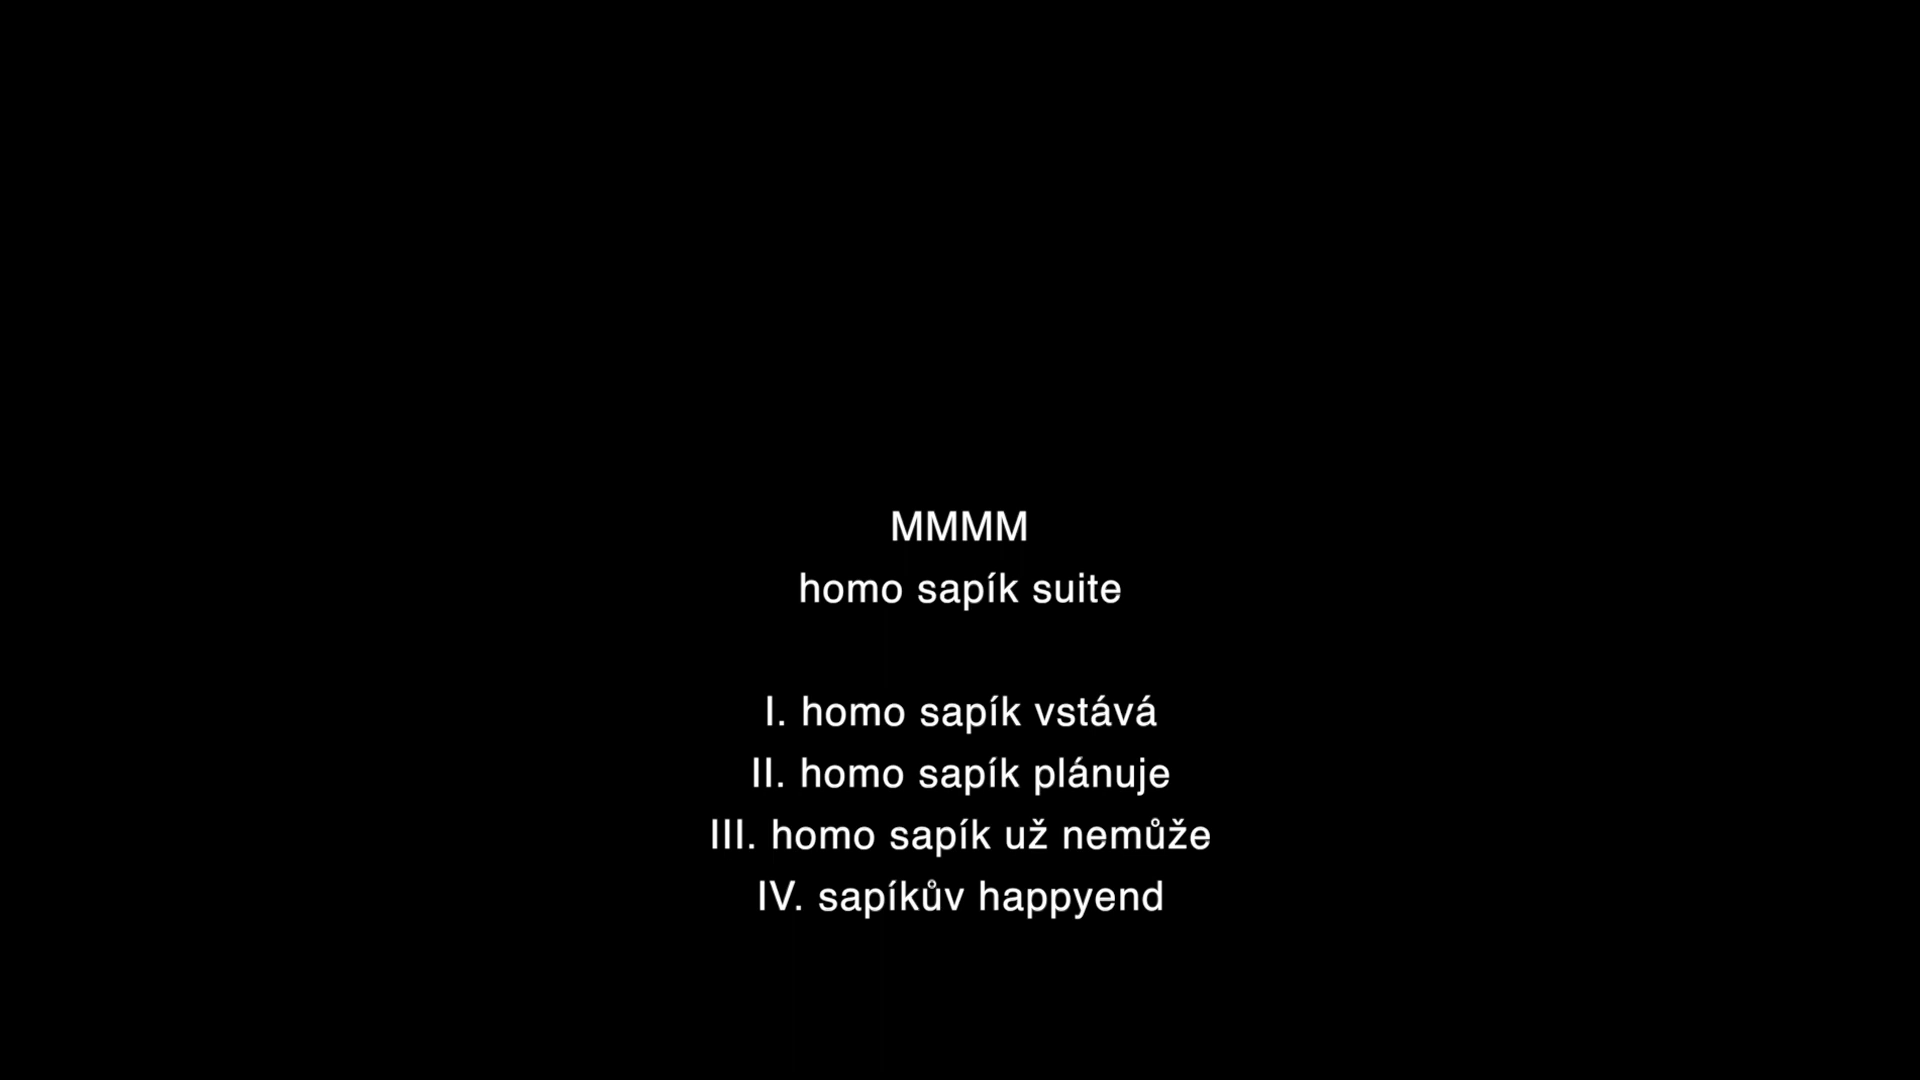 MMMM
homo sapík suite
I. homo sapík vstává
II. homo sapík plánuje
III. homo sapík už nemůže
IV. sapíkův happyend